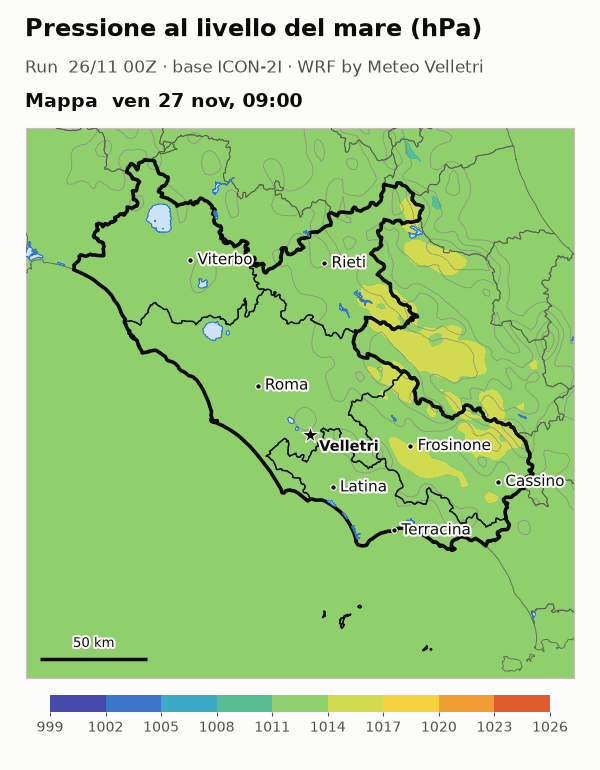 Pressione al livello del mare (hPa)
Run  26/11 00Z · base ICON-2I · WRF by Meteo Velletri
Mappa  ven 27 nov, 09:00
Viterbo
Rieti
Roma
Velletri
Frosinone
Latina
Cassino
Terracina
50 km
999 1002 1005 1008 1011 1014 1017 1020 1023 1026